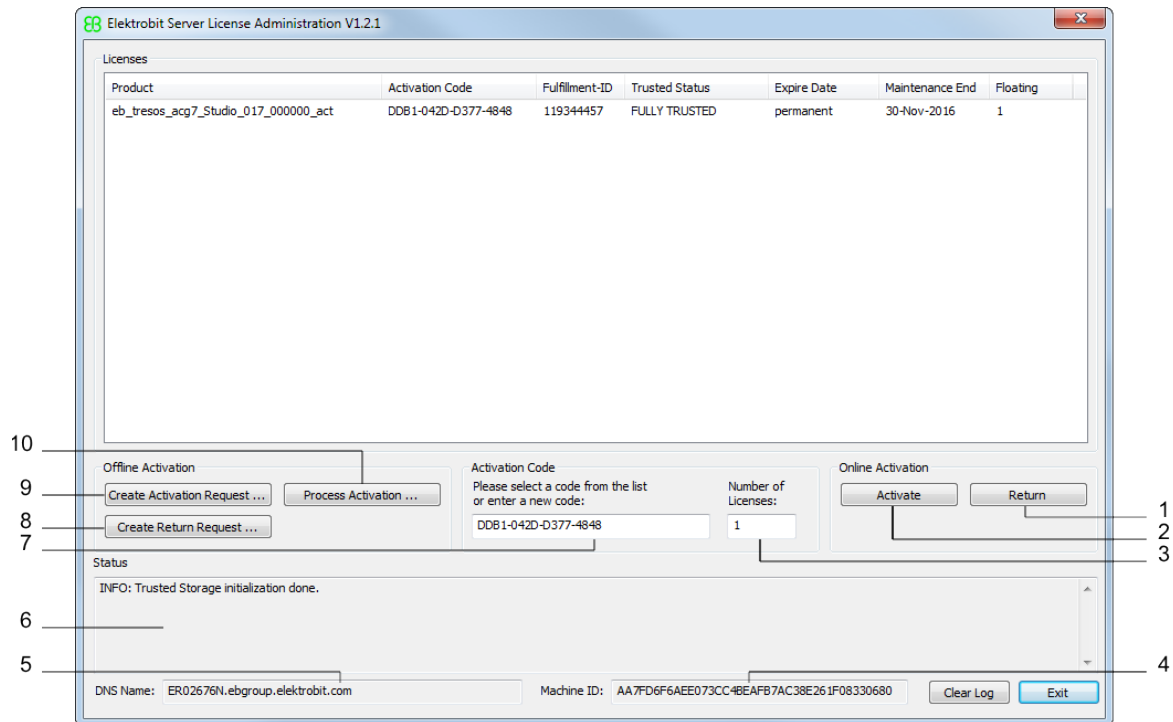 Elektrobit Server License Administration V1.2.1
Licenses
Product Activation Code Fulfillment-ID Trusted Status Expire Date Maintenance End Floating
eb_tresos_acg7_Studio_017_000000_act DDB1-042D-D377-4848 119344457 FULLY TRUSTED permanent 30-Nov-2016 1
10
Offline Activation Activation Code Online Activation
Please select a code from the list Number of
9 Create Activation Request ... Process Activation ... or enter a new code: Licenses: Activate Return
1
8 Create Return Request ... DDB1-042D-D377-4848 1
2
7
3
Status
INFO: Trusted Storage initialization done.
6
5
4
DNS Name: ER02676N.ebgroup.elektrobit.com Machine ID: AA7FD6F6AEE073CC4BEAFB7AC38E261F08330680 Clear Log Exit